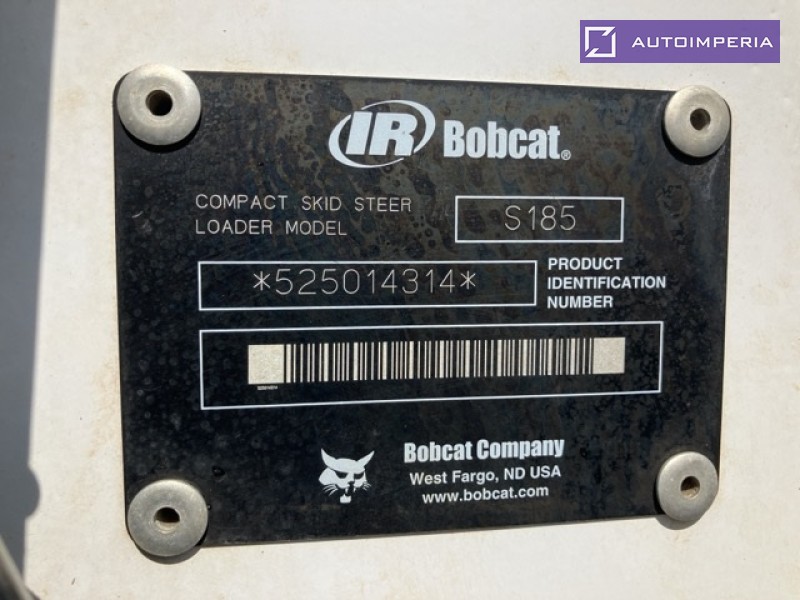 AUTOIMPERIA
IR Bobcat®
COMPACT SKID STEER
LOADER MODEL
S185
*525014314*
PRODUCT
IDENTIFICATION
NUMBER
Bobcat Company
West Fargo, ND USA
www.bobcat.com